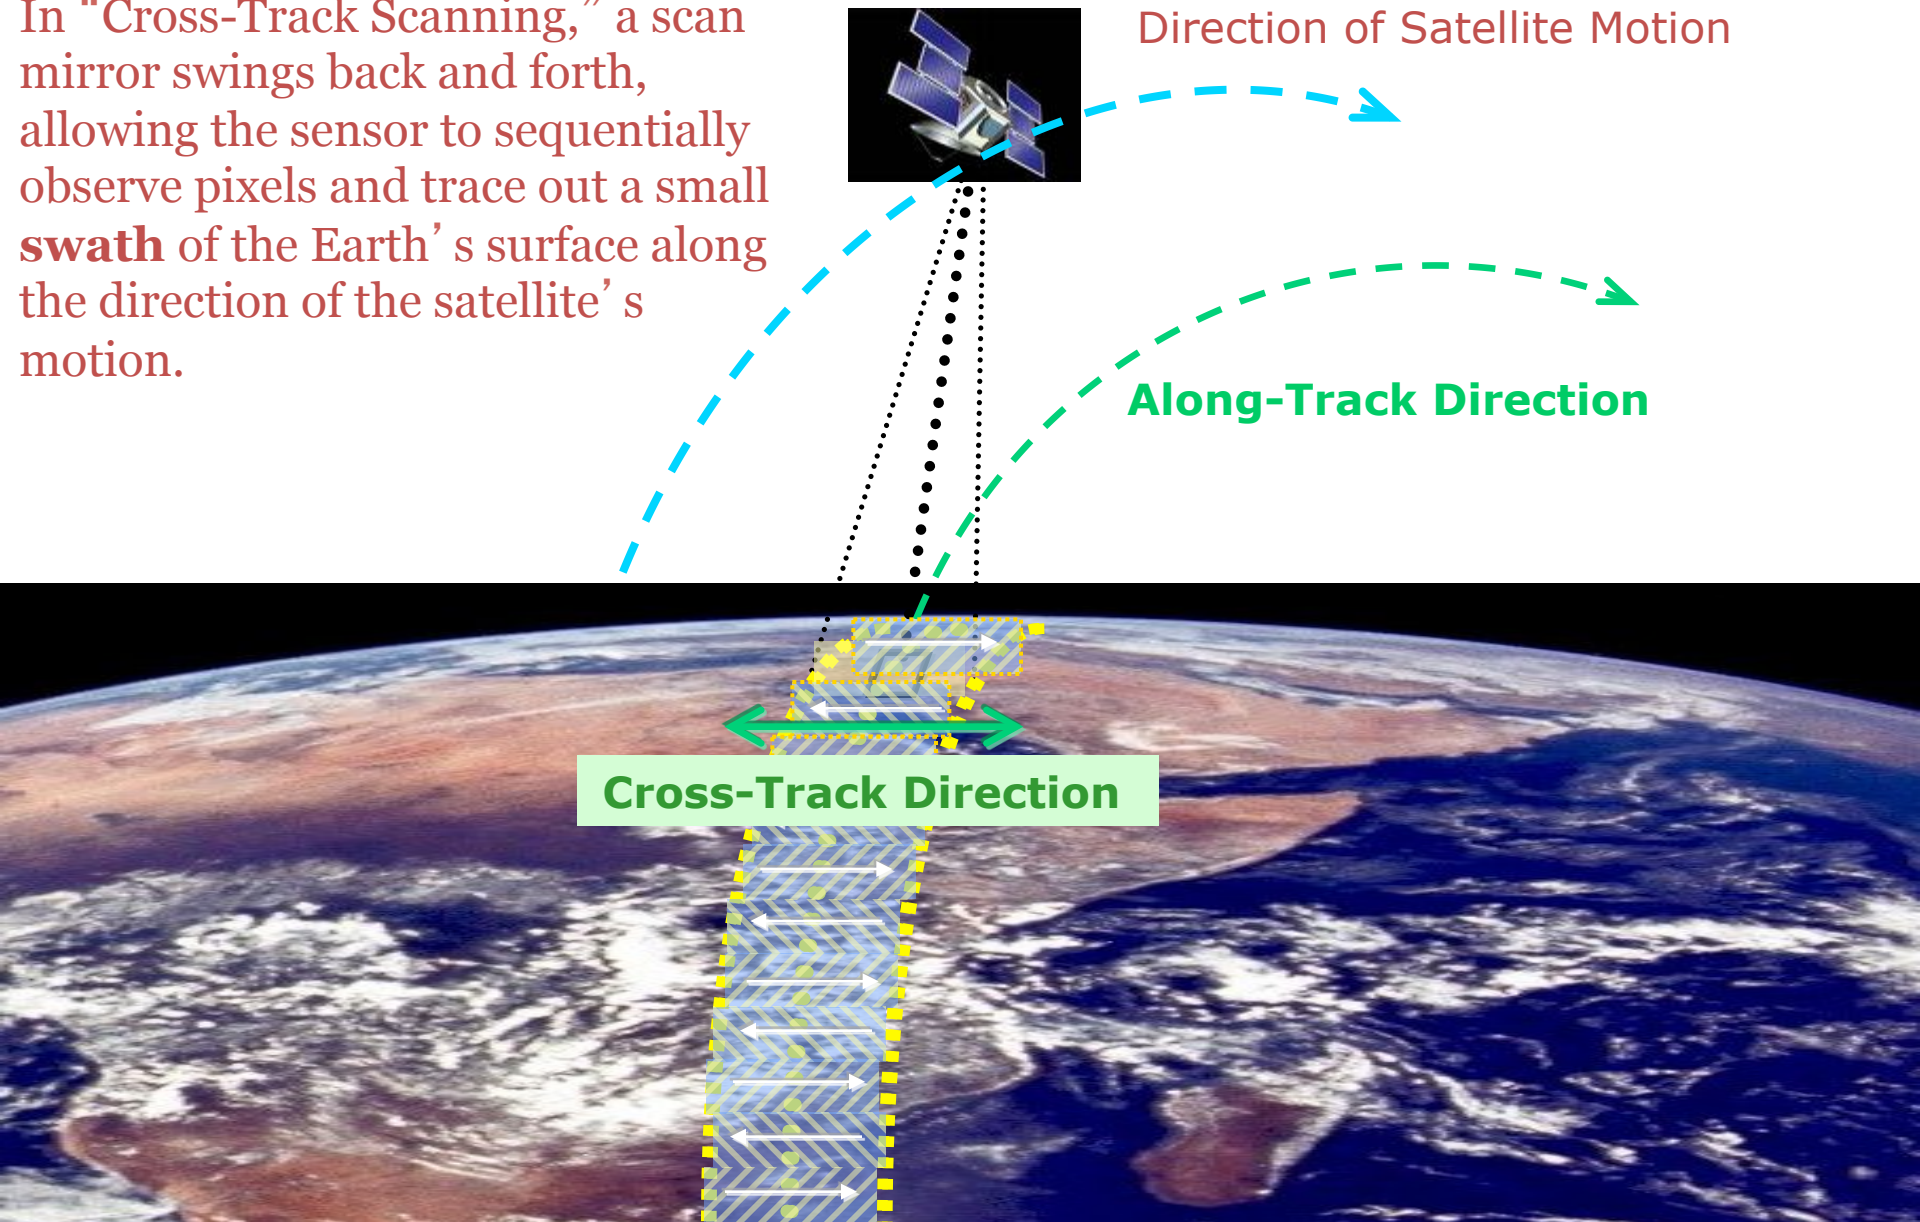 In "Cross-Track Scanning,” a scan
mirror swings back and forth,
allowing the sensor to sequentially
observe pixels and trace out a small
swath of the Earth’s surface along
the direction of the satellite’s
motion.
Direction of Satellite Motion
Along-Track Direction
Cross-Track Direction